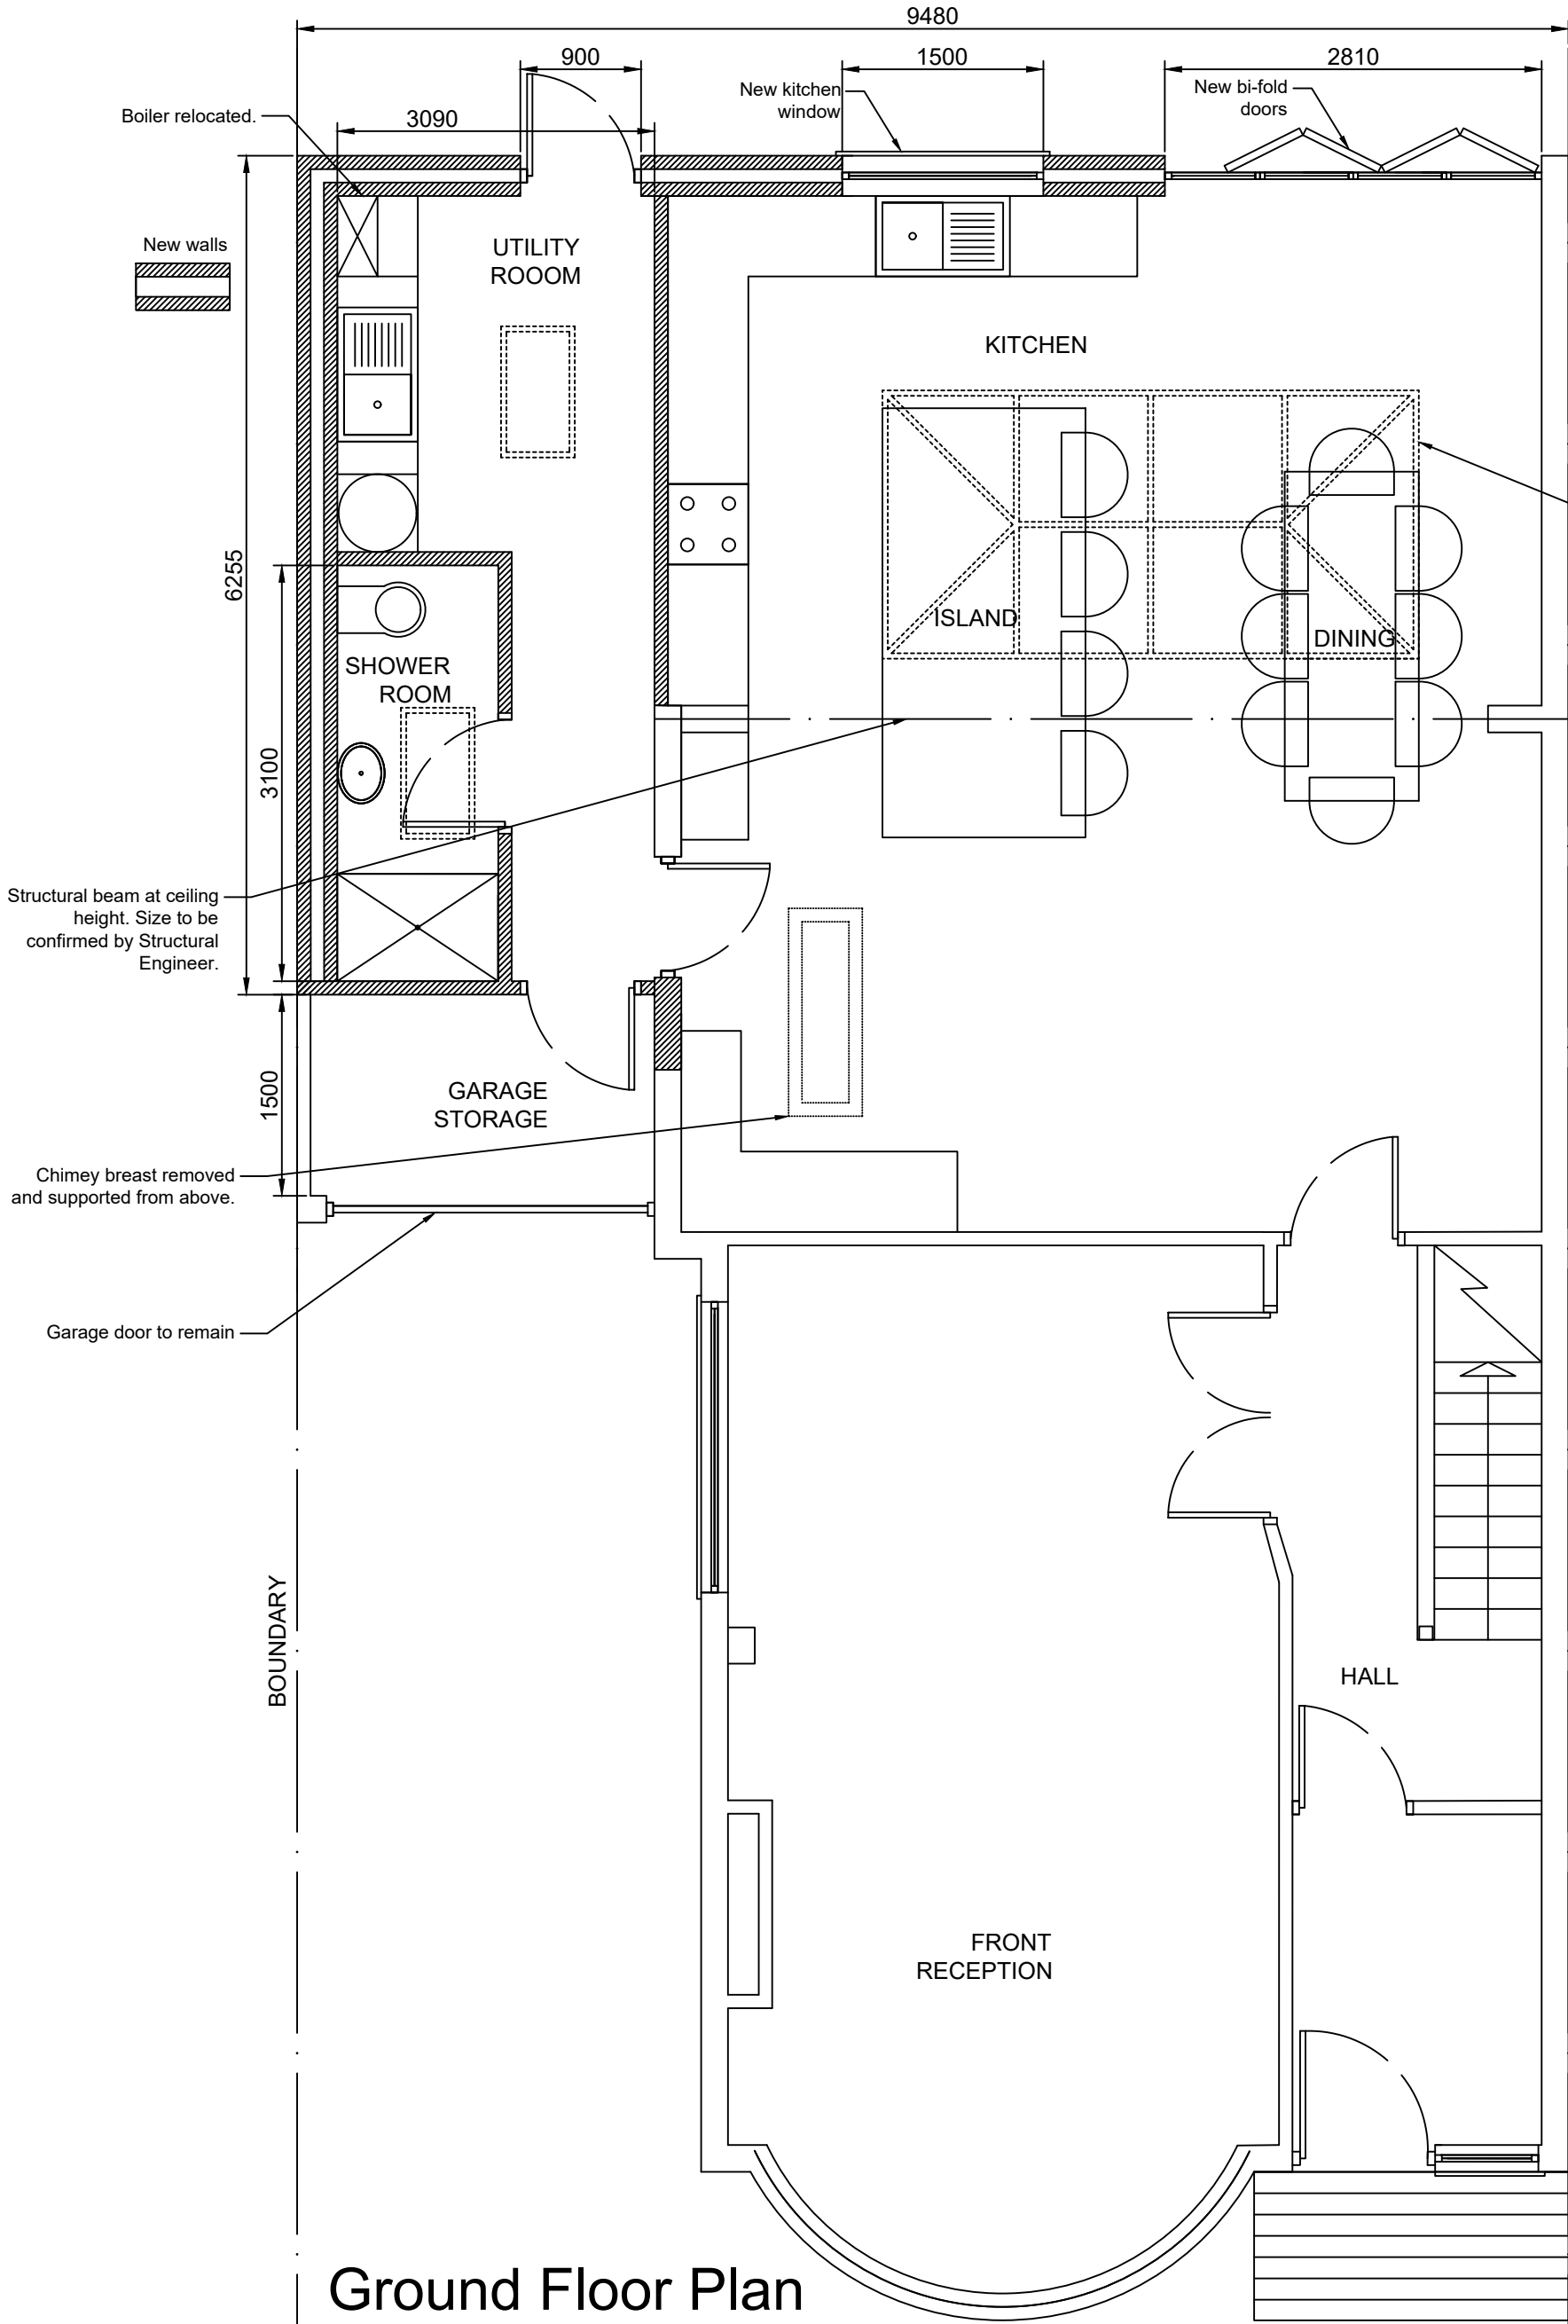 9480
900
1500
2810
New kitchen
window
New bi-fold
doors
Boiler relocated.
3090
New walls
UTILITY
ROOOM
KITCHEN
6255
ISLAND
DINING
SHOWER
ROOM
3100
Structural beam at ceiling
height. Size to be
confirmed by Structural
Engineer.
1500
GARAGE
STORAGE
Chimey breast removed
and supported from above.
Garage door to remain
BOUNDARY
HALL
FRONT
RECEPTION
Ground Floor Plan